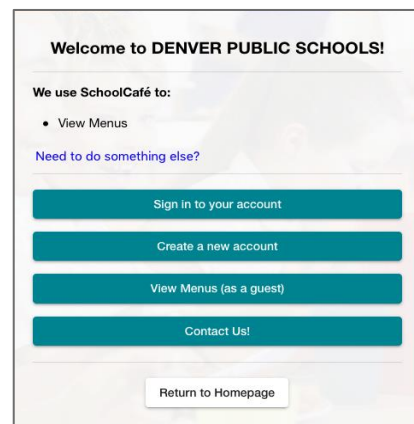 Welcome to DENVER PUBLIC SCHOOLS!
We use SchoolCafé to:
• View Menus
Need to do something else?
Sign in to your account
Create a new account
View Menus (as a guest)
Contact Us!
Return to Homepage